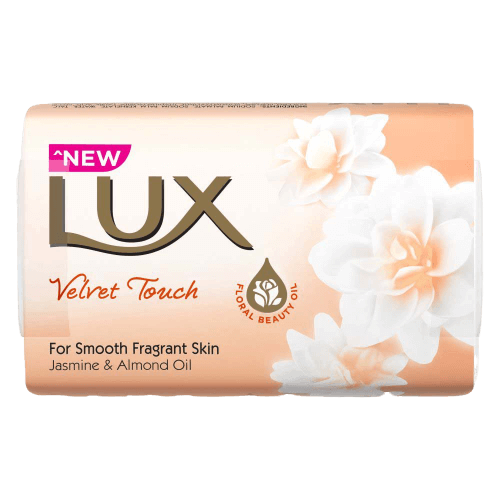 ^NEW
LUX
Velvet Touch
FLORAL BEAUTY OIL
For Smooth Fragrant Skin
Jasmine & Almond Oil